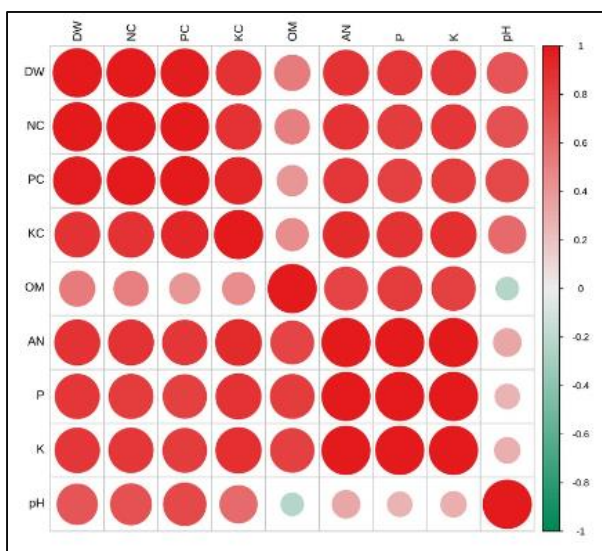 DW NC PC KC OM AN P K pH
DW
NC
PC
KC
OM
AN
P
K
pH
1
0.8
0.6
0.4
0.2
0
-0.2
-0.4
-0.6
-0.8
-1